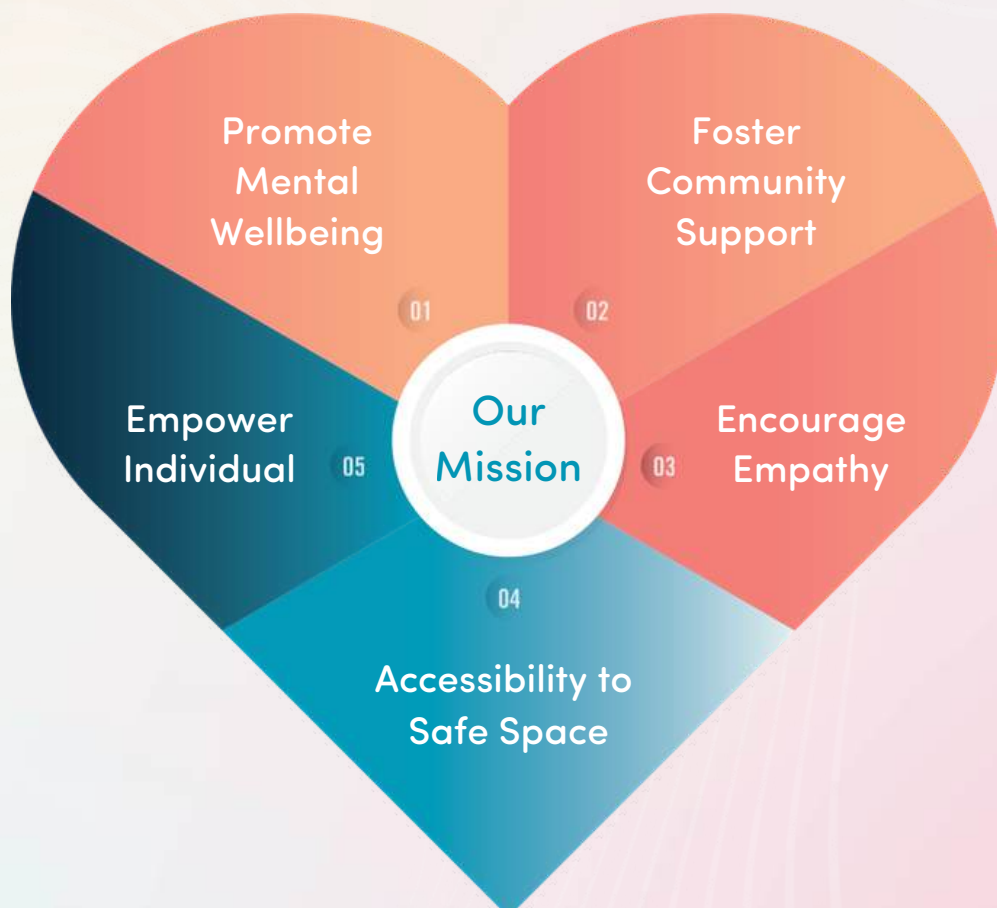 Promote
Mental
Wellbeing
01
Foster
Community
Support
02
Encourage
Empathy
03
Accessibility to
Safe Space
04
Empower
Individual
05
Our
Mission